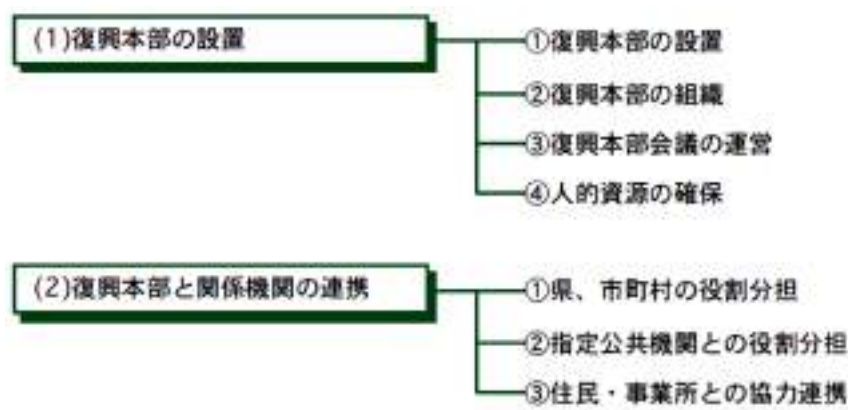 (1)復興本部の設置
①復興本部の設置
②復興本部の組織
③復興本部会議の運営
④人的資源の確保
(2)復興本部と関係機関の連携
①県、市町村の役割分担
②指定公共機関との役割分担
③住民・事業所との協力連携